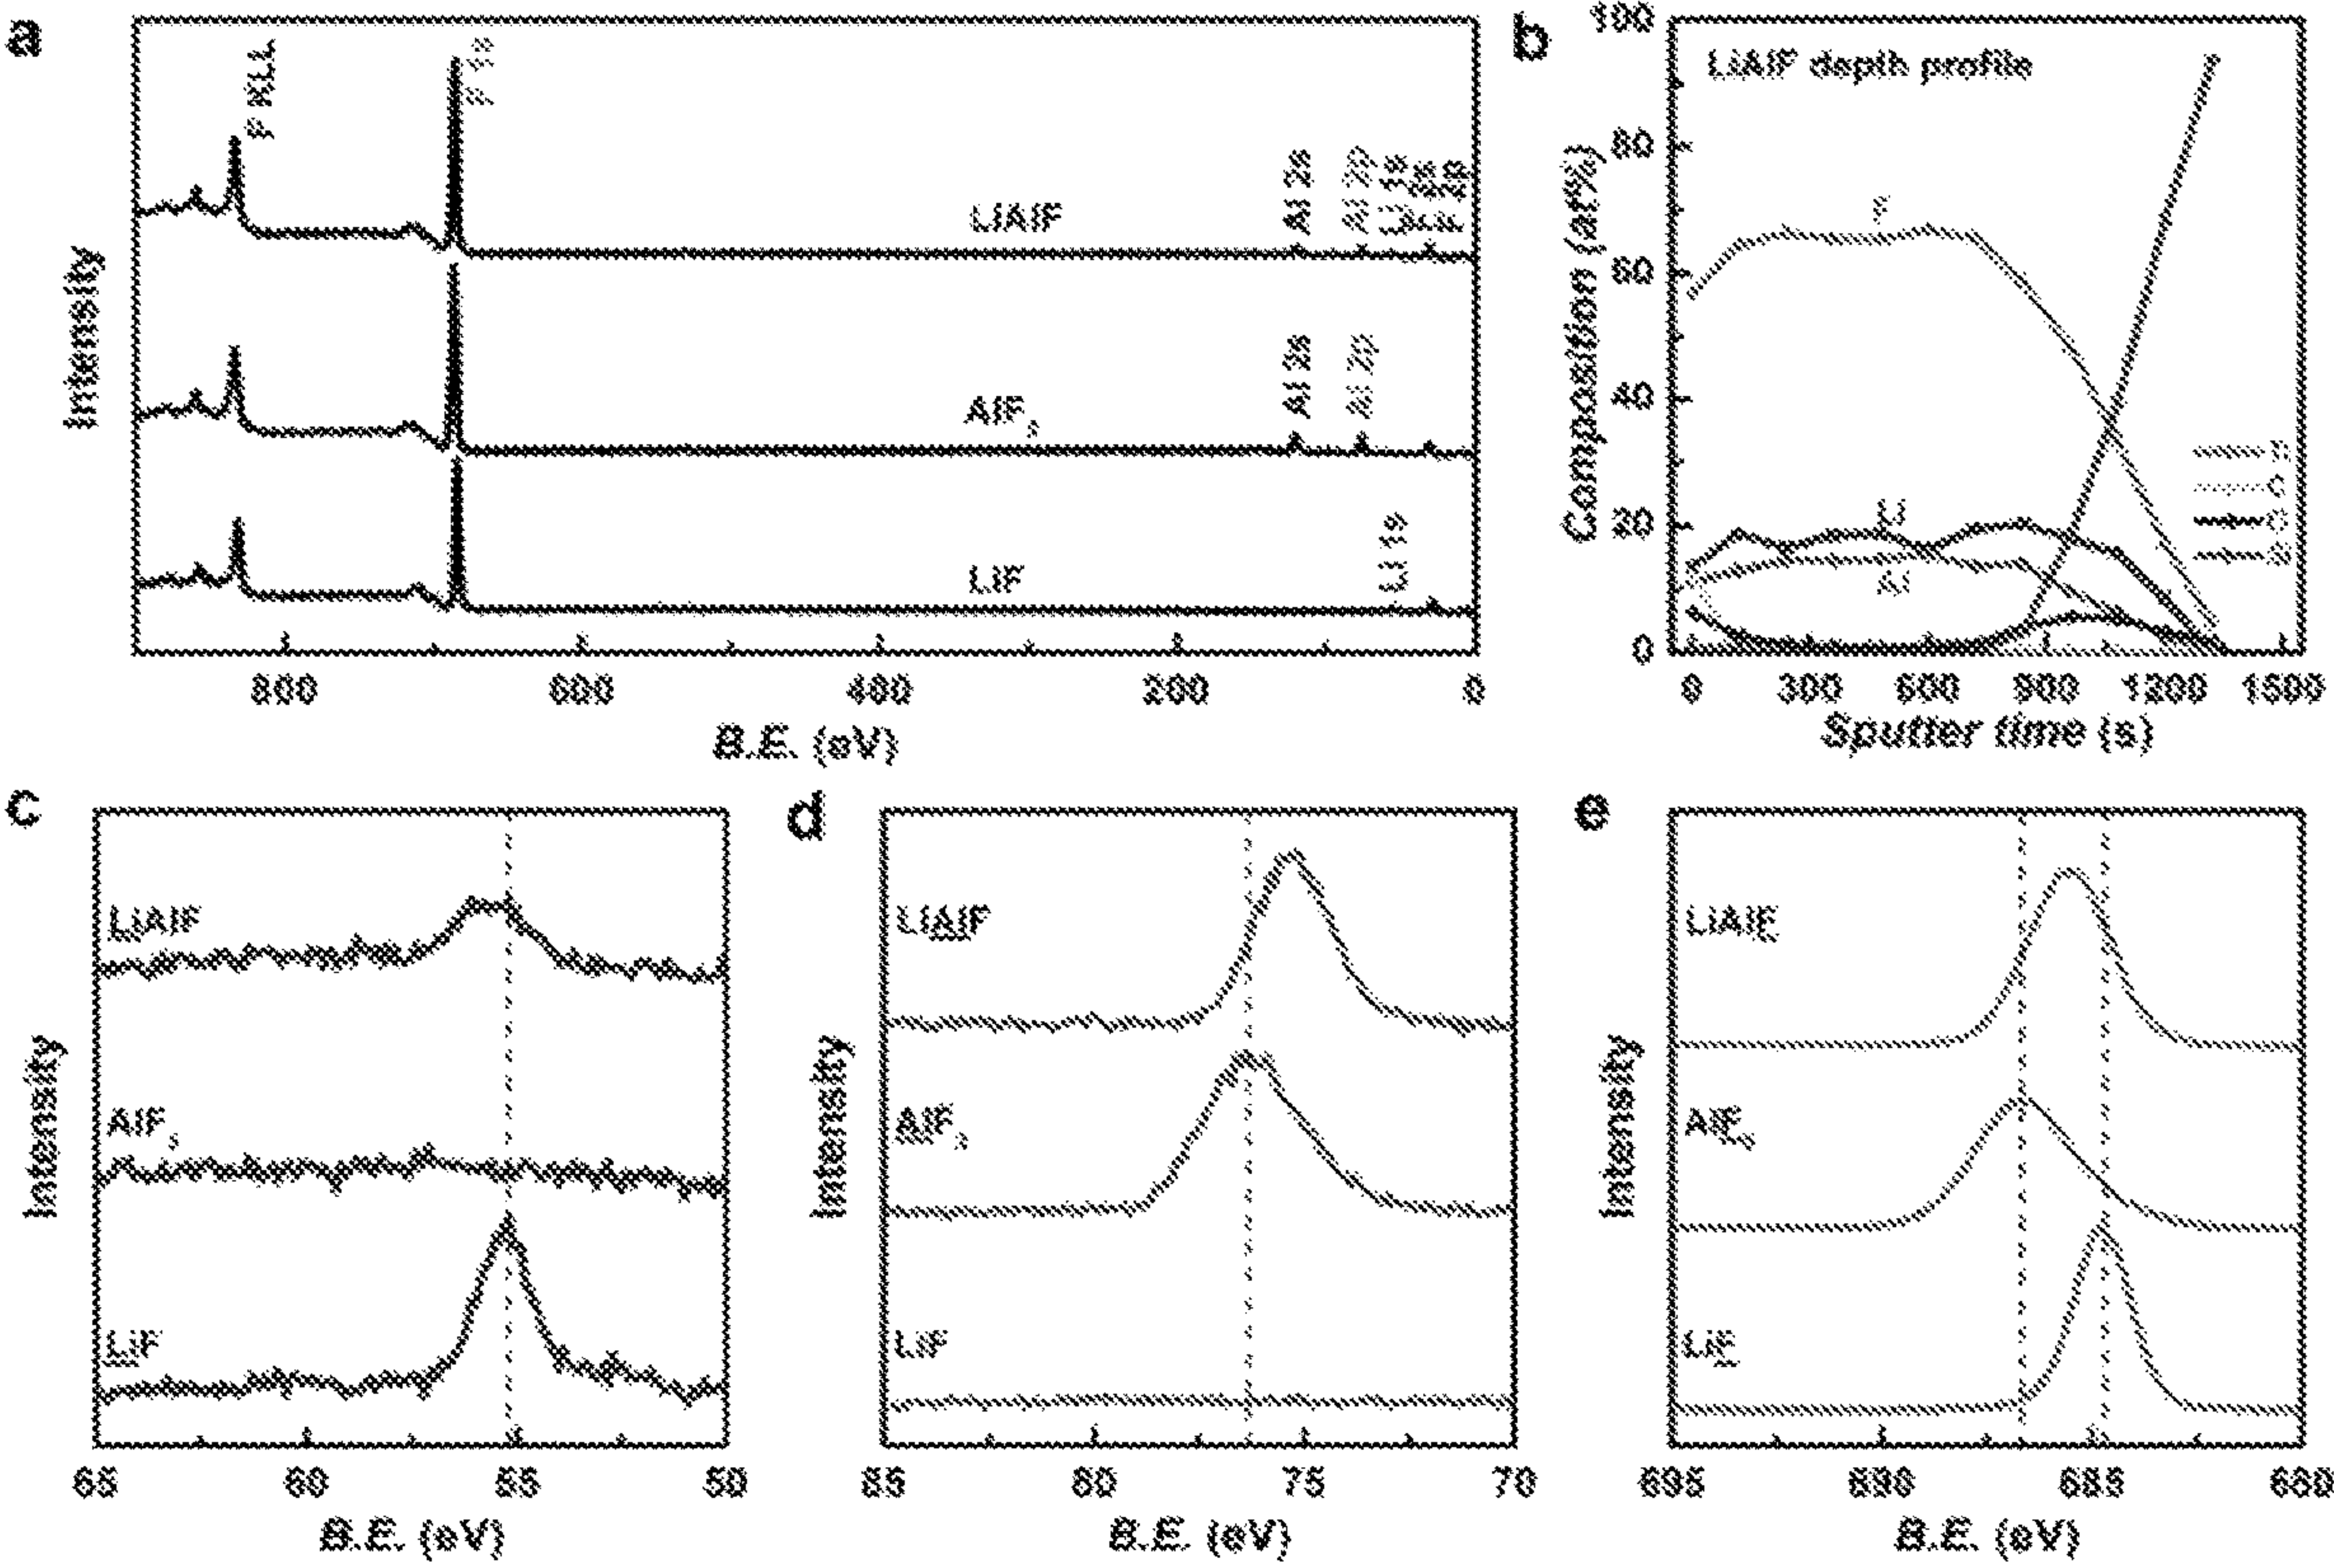 a
F KLL
F 1s
Al 2s
Al 2p
Li 1s
LiAlF
Al 2s
Al 2p
AlF3
Li 1s
LiF
Intensity
800 600 400 200 0
B.E. (eV)
b
LiAlF depth profile
F
Li
Al
Composition (at%)
100
80
60
40
20
0
0 300 600 900 1200 1500
Sputter time (s)
c
LiAlF
AlF3
LiF
Intensity
65 60 55 50
B.E. (eV)
d
LiAlF
AlF3
LiF
Intensity
85 80 75 70
B.E. (eV)
e
LiAlF
AlF3
LiF
Intensity
695 690 685 680
B.E. (eV)